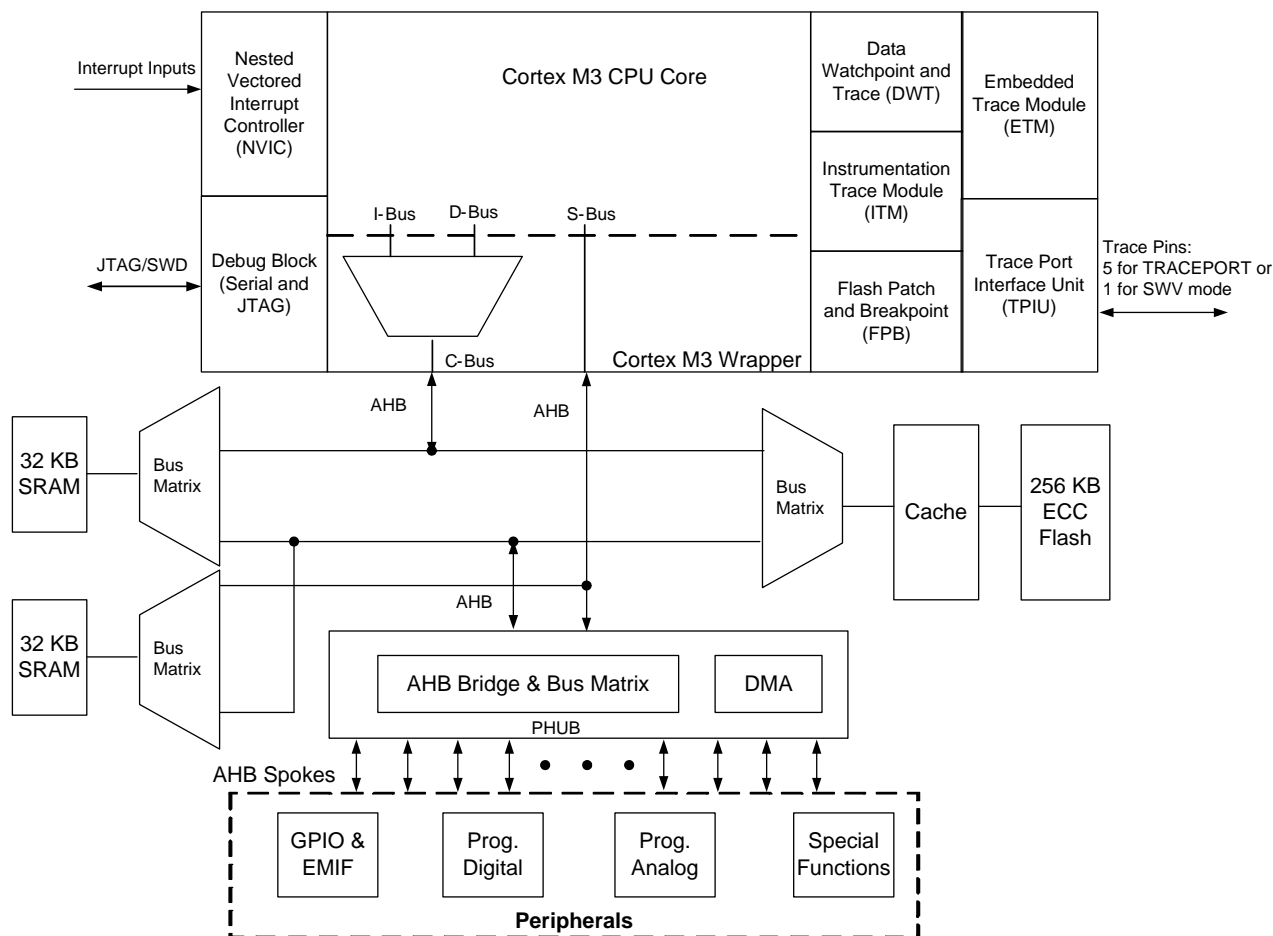 Interrupt Inputs
Nested
Vectored
Interrupt
Controller
(NVIC)
Cortex M3 CPU Core
Data
Watchpoint and
Trace (DWT)
Embedded
Trace Module
(ETM)
Instrumentation
Trace Module
(ITM)
I-Bus
D-Bus
S-Bus
JTAG/SWD
Debug Block
(Serial and
JTAG)
Flash Patch
and Breakpoint
(FPB)
Trace Port
Interface Unit
(TPIU)
Trace Pins:
5 for TRACEPORT or
1 for SWV mode
C-Bus
Cortex M3 Wrapper
AHB
AHB
32 KB
SRAM
Bus
Matrix
Bus
Matrix
Cache
256 KB
ECC
Flash
AHB
32 KB
SRAM
Bus
Matrix
AHB Bridge & Bus Matrix
DMA
PHUB
AHB Spokes
GPIO &
EMIF
Prog.
Digital
Prog.
Analog
Special
Functions
Peripherals